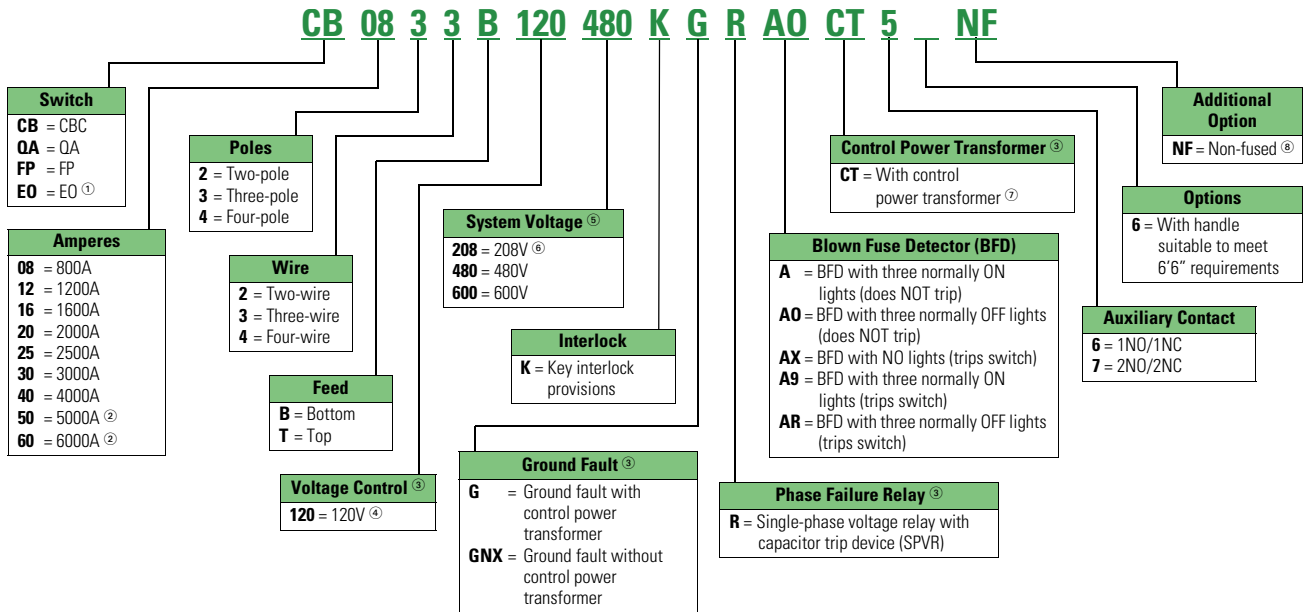 CB 08 3 3 B 120 480 K G R AO CT 5 _ NF
Switch
CB = CBC
QA = QA
FP = FP
EO = EO ①
Amperes
08 = 800A
12 = 1200A
16 = 1600A
20 = 2000A
25 = 2500A
30 = 3000A
40 = 4000A
50 = 5000A ②
60 = 6000A ②
Poles
2 = Two-pole
3 = Three-pole
4 = Four-pole
Wire
2 = Two-wire
3 = Three-wire
4 = Four-wire
Feed
B = Bottom
T = Top
Voltage Control ③
120 = 120V ④
System Voltage ⑤
208 = 208V ⑥
480 = 480V
600 = 600V
Interlock
K = Key interlock
provisions
Ground Fault ③
G = Ground fault with
control power
transformer
GNX = Ground fault without
control power
transformer
Phase Failure Relay ③
R = Single-phase voltage relay with
capacitor trip device (SPVR)
Blown Fuse Detector (BFD)
A = BFD with three normally ON
lights (does NOT trip)
AO = BFD with three normally OFF lights
(does NOT trip)
AX = BFD with NO lights (trips switch)
A9 = BFD with three normally ON
lights (trips switch)
AR = BFD with three normally OFF lights
(trips switch)
Control Power Transformer ③
CT = With control
power transformer ⑦
Auxiliary Contact
6 = 1NO/1NC
7 = 2NO/2NC
Options
6 = With handle
suitable to meet
6'6" requirements
Additional
Option
NF = Non-fused ⑧